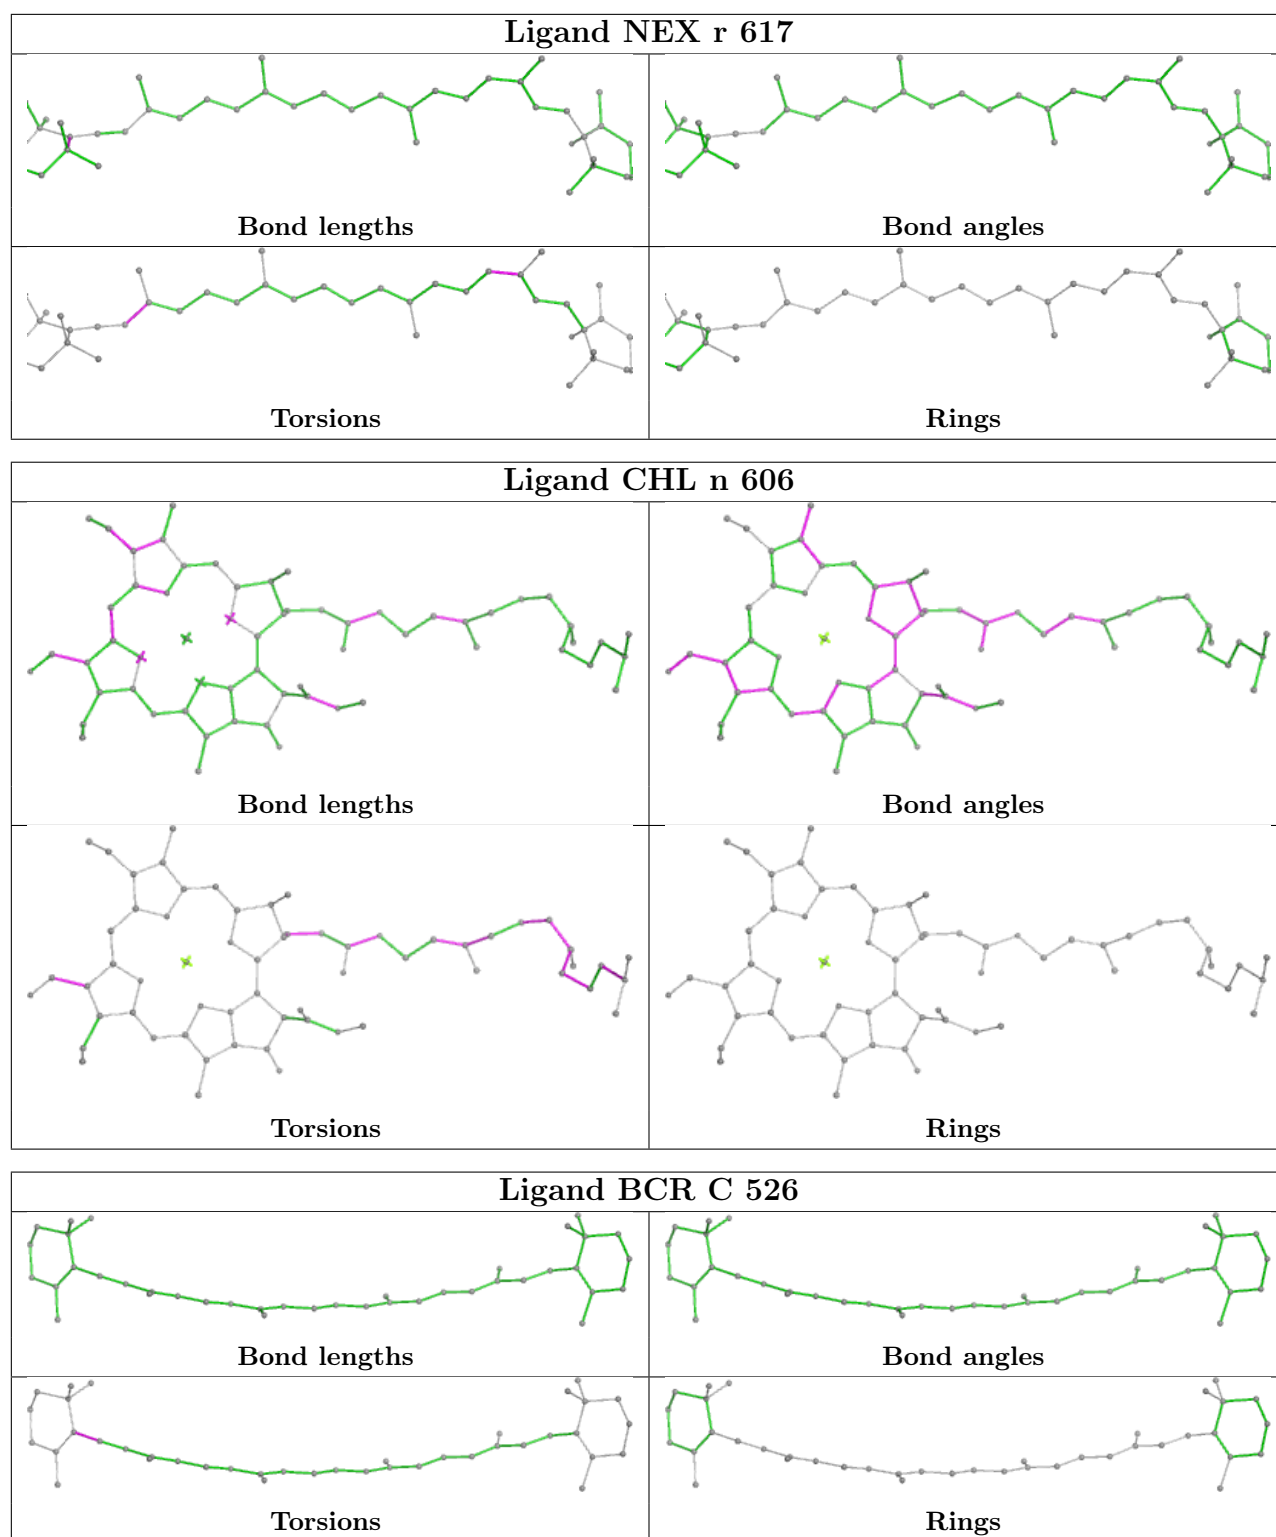 Ligand NEX r 617
Bond lengths
Bond angles
Torsions
Rings
Ligand CHL n 606
Bond lengths
Bond angles
Torsions
Rings
Ligand BCR C 526
Bond lengths
Bond angles
Torsions
Rings